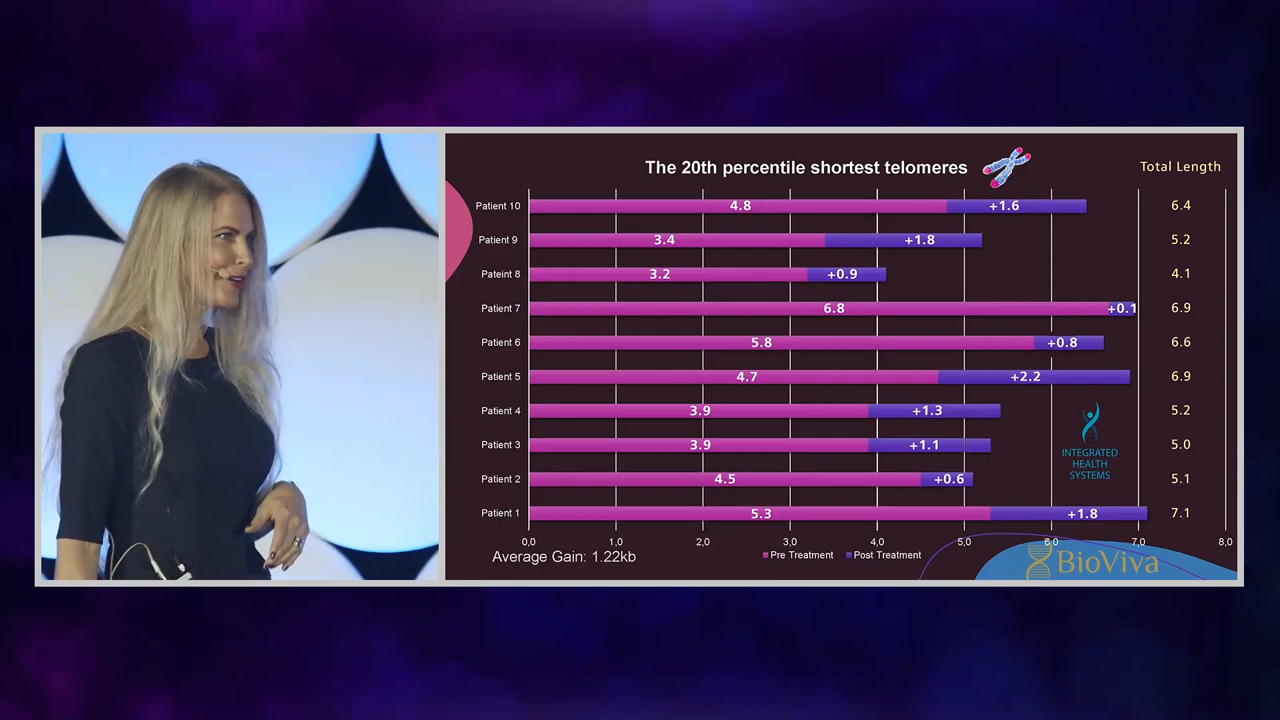 The 20th percentile shortest telomeres
Total Length
Patient 10 4.8 +1.6 6.4
Patient 9 3.4 +1.8 5.2
Pateint 8 3.2 +0.9 4.1
Patient 7 6.8 +0.1 6.9
Patient 6 5.8 +0.8 6.6
Patient 5 4.7 +2.2 6.9
Patient 4 3.9 +1.3 5.2
Patient 3 3.9 +1.1 5.0
Patient 2 4.5 +0.6 5.1
Patient 1 5.3 +1.8 7.1
INTEGRATED
HEALTH
SYSTEMS
0,0 1,0 2,0 3,0 4,0 5,0 6,0 7,0 8,0
Average Gain: 1.22kb
Pre Treatment Post Treatment
BioViva